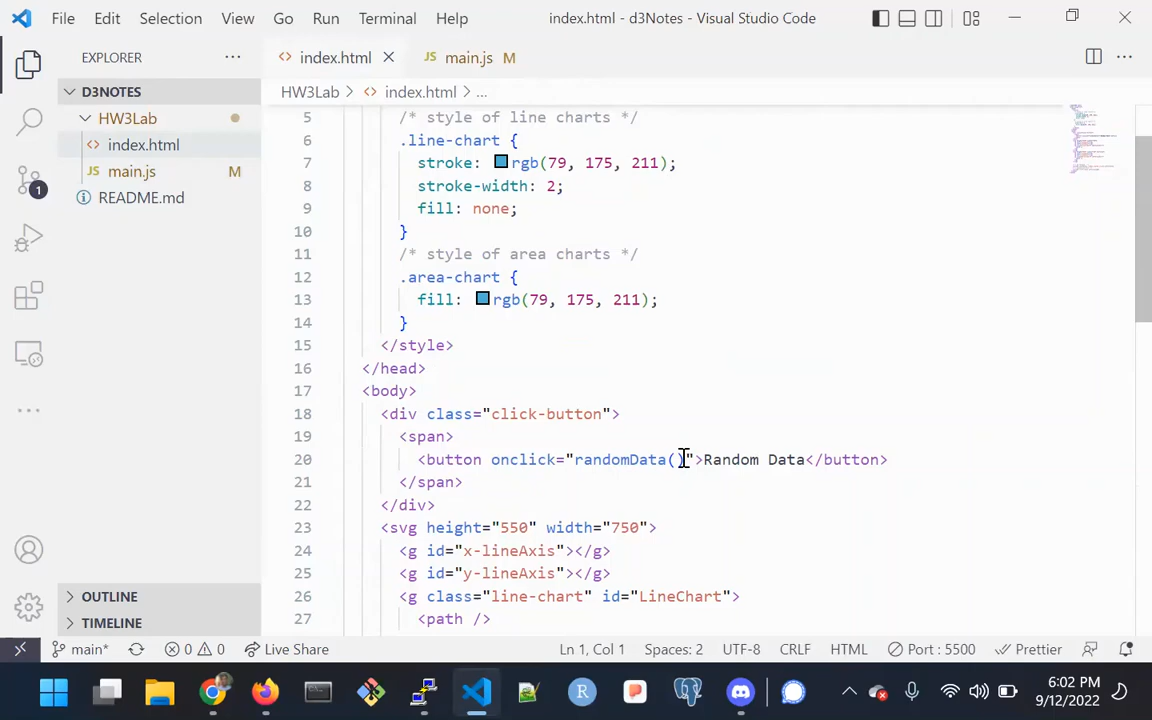 File Edit Selection View Go Run Terminal Help index.html - d3Notes - Visual Studio Code
EXPLORER
index.html
main.js M
D3NOTES
HW3Lab > index.html > ...
HW3Lab
index.html
main.js M
README.md
5 /* style of line charts */
6 .line-chart {
7 stroke: rgb(79, 175, 211);
8 stroke-width: 2;
9 fill: none;
10 }
11 /* style of area charts */
12 .area-chart {
13 fill: rgb(79, 175, 211);
14 }
15 </style>
16 </head>
17 <body>
18 <div class="click-button">
19 <span>
20 <button onclick="randomData()">Random Data</button>
21 </span>
22 </div>
23 <svg height="550" width="750">
24 <g id="x-lineAxis"></g>
25 <g id="y-lineAxis"></g>
26 <g class="line-chart" id="LineChart">
27 <path />
1
OUTLINE
TIMELINE
main* 0 0 Live Share Ln 1, Col 1 Spaces: 2 UTF-8 CRLF HTML Port : 5500 Prettier
R
P
6:02 PM
9/12/2022